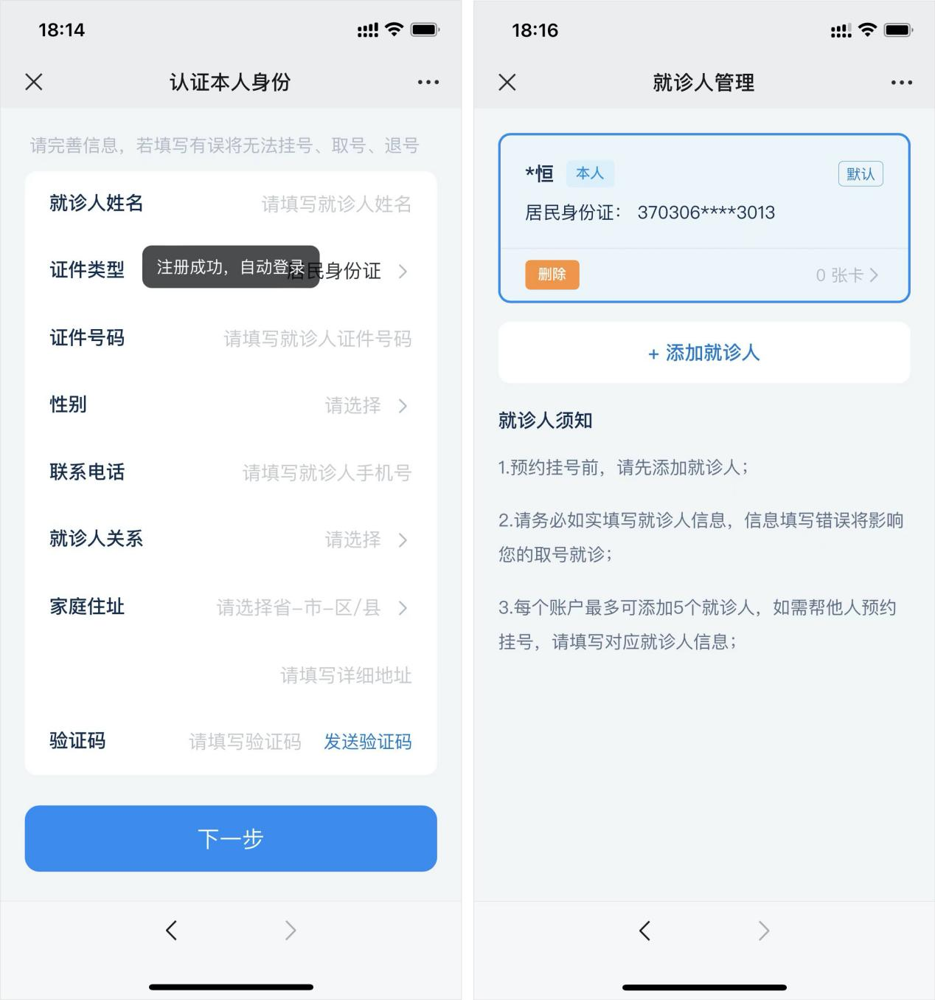 18:14
认证本人身份
请完善信息，若填写有误将无法挂号、取号、退号
就诊人姓名 请填写就诊人姓名
证件类型 居民身份证
注册成功，自动登录
证件号码 请填写就诊人证件号码
性别 请选择
联系电话 请填写就诊人手机号
就诊人关系 请选择
家庭住址 请选择省-市-区/县
请填写详细地址
验证码 请填写验证码 发送验证码
下一步
18:16
就诊人管理
*恒 本人 默认
居民身份证： 370306****3013
删除 0 张卡
+ 添加就诊人
就诊人须知
1.预约挂号前，请先添加就诊人；
2.请务必如实填写就诊人信息，信息填写错误将影响
您的取号就诊；
3.每个账户最多可添加5个就诊人，如需帮他人预约
挂号，请填写对应就诊人信息；